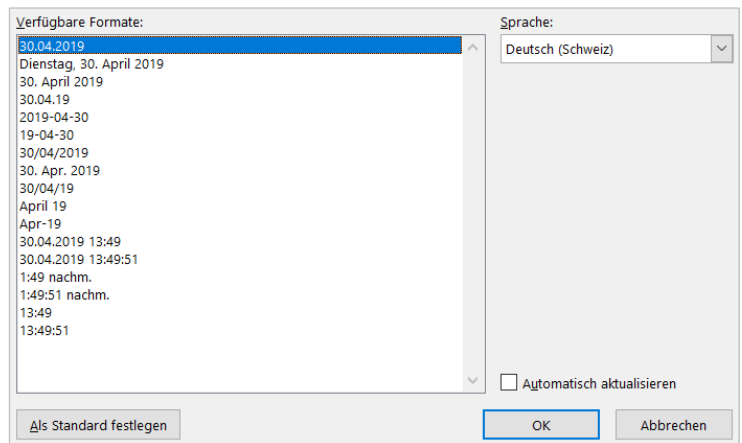 Verfügbare Formate:
Sprache:
30.04.2019
Deutsch (Schweiz)
Dienstag, 30. April 2019
30. April 2019
30.04.19
2019-04-30
19-04-30
30/04/2019
30. Apr. 2019
30/04/19
April 19
Apr-19
30.04.2019 13:49
30.04.2019 13:49:51
1:49 nachm.
1:49:51 nachm.
13:49
13:49:51
Automatisch aktualisieren
Als Standard festlegen
OK
Abbrechen